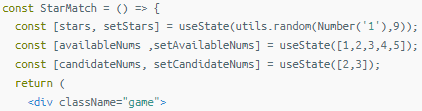 const StarMatch = () => {
const [stars, setStars] = useState(utils.random(Number('1'),9));
const [availableNums ,setAvailableNums] = useState([1,2,3,4,5]);
const [candidateNums, setCandidateNums] = useState([2,3]);
return (
<div className="game">